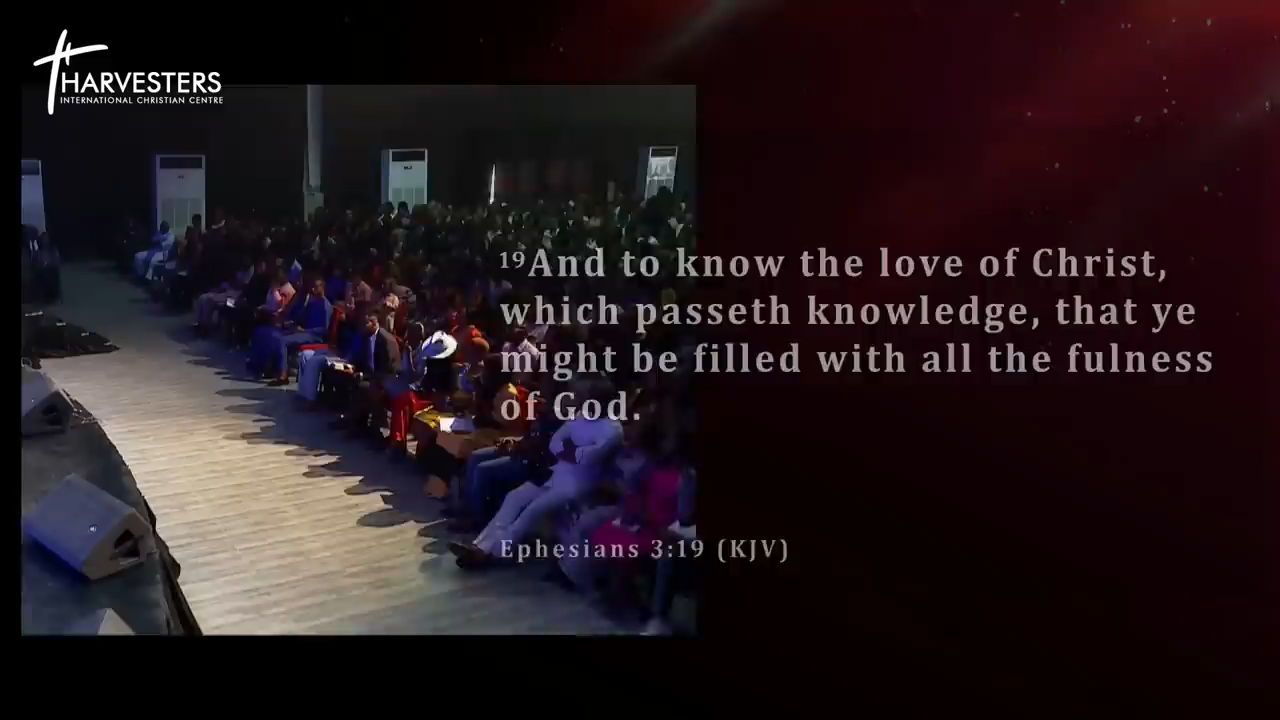 HARVESTERS
INTERNATIONAL CHRISTIAN CENTRE
¹⁹And to know the love of Christ,
which passeth knowledge, that ye
might be filled with all the fulness
of God.
Ephesians 3:19 (KJV)